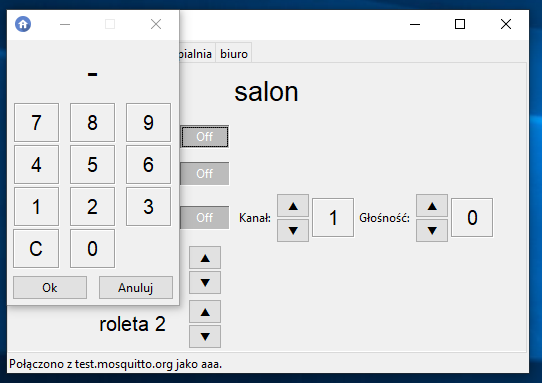 -
7 8 9
4 5 6
1 2 3
C 0
Ok Anuluj
pialnia biuro
salon
Off
Off
Off Kanał: ▲ ▼ 1 Głośność: ▲ ▼ 0
▲
▼
roleta 2 ▲ ▼
Połączono z test.mosquitto.org jako aaa.